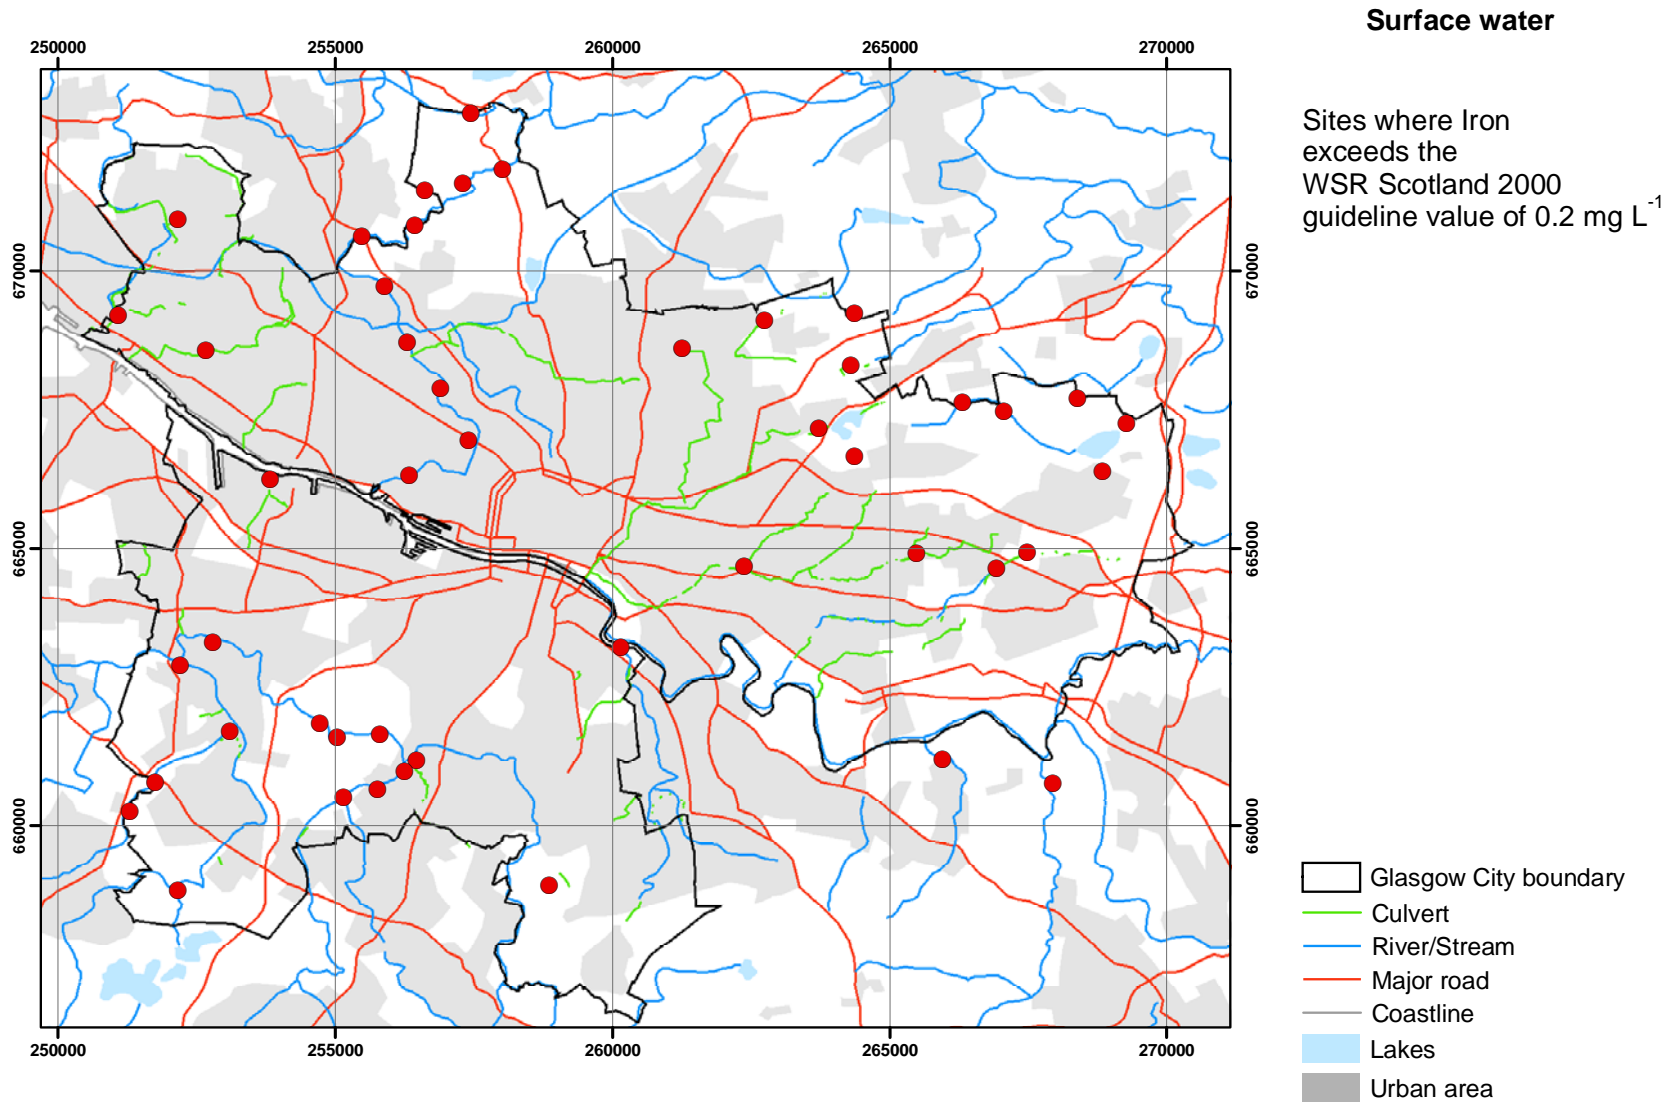 Surface water
250000 255000 260000 265000 270000
Sites where Iron
exceeds the
WSR Scotland 2000
guideline value of 0.2 mg L-1
670000 670000
665000 665000
660000 660000
250000 255000 260000 265000 270000
Glasgow City boundary
Culvert
River/Stream
Major road
Coastline
Lakes
Urban area